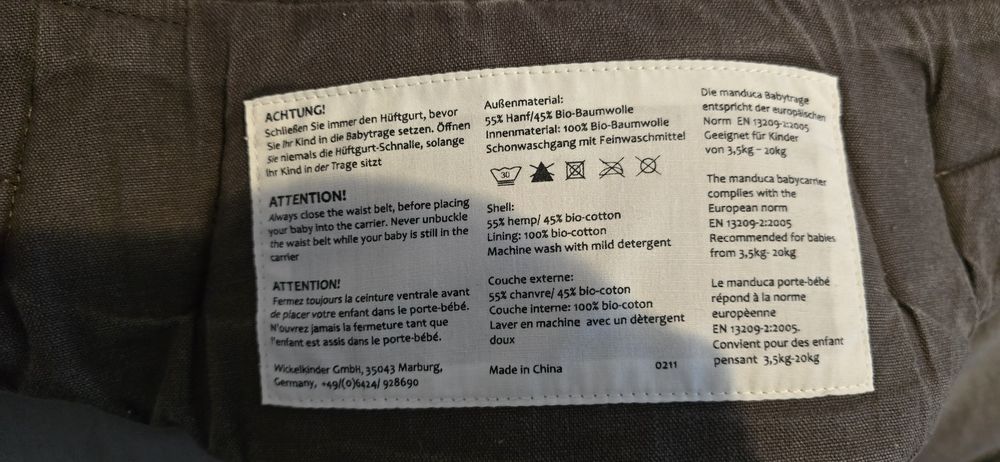 ACHTUNG!
Schließen Sie immer den Hüftgurt, bevor
Sie Ihr Kind in die Babytrage setzen. Öffnen
Sie niemals die Hüftgurt-Schnalle, solange
Ihr Kind in der Trage sitzt
ATTENTION!
Always close the waist belt, before placing
your baby into the carrier. Never unbuckle
the waist belt while your baby is still in the
carrier
ATTENTION!
Fermez toujours la ceinture ventrale avant
de placer votre enfant dans le porte-bébé.
N'ouvrez jamais la fermeture tant que
l'enfant est assis dans le porte-bébé.
Wickelkinder GmbH, 35043 Marburg,
Germany, +49/(0)6424/ 928690
Außenmaterial:
55% Hanf/45% Bio-Baumwolle
Innenmaterial: 100% Bio-Baumwolle
Schonwaschgang mit Feinwaschmittel
30
Shell:
55% hemp/ 45% bio-cotton
Lining: 100% bio-cotton
Machine wash with mild detergent
Couche externe:
55% chanvre/ 45% bio-coton
Couche interne: 100% bio-coton
Laver en machine avec un dètergent
doux
Made in China 0211
Die manduca Babytrage
entspricht der europäischen
Norm EN 13209-2:2005
Geeignet für Kinder
von 3,5kg – 20kg
The manduca babycarrier
complies with the
European norm
EN 13209-2:2005
Recommended for babies
from 3,5kg- 20kg
Le manduca porte-bébé
répond à la norme
europèenne
EN 13209-2:2005.
Convient pour des enfant
pensant 3,5kg-20kg